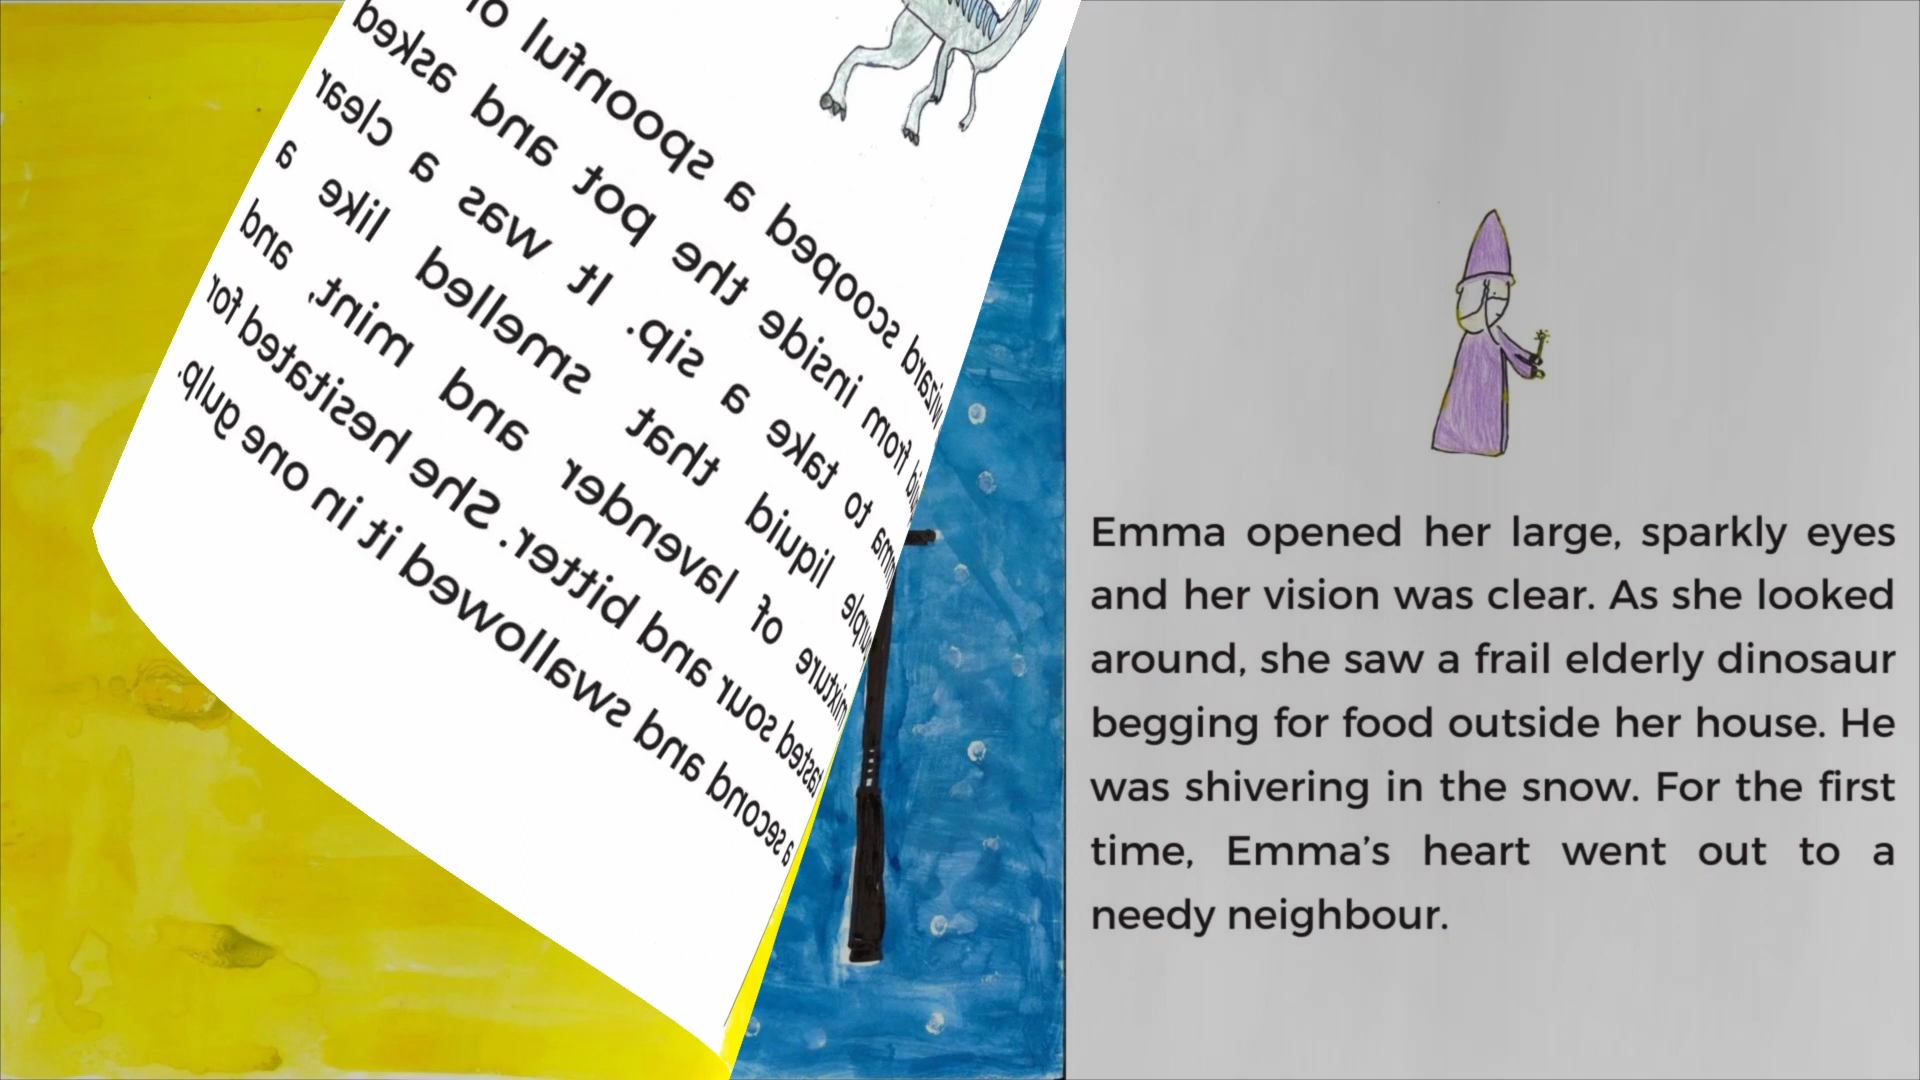 wizard scooped a spoonful of
from inside the pot and asked
to take a sip. It was a clear
liquid that smelled like a
mixture of lavender and mint, and
tasted sour and bitter. She hesitated for
a second and swallowed it in one gulp.
Emma opened her large, sparkly eyes
and her vision was clear. As she looked
around, she saw a frail elderly dinosaur
begging for food outside her house. He
was shivering in the snow. For the first
time, Emma’s heart went out to a
needy neighbour.